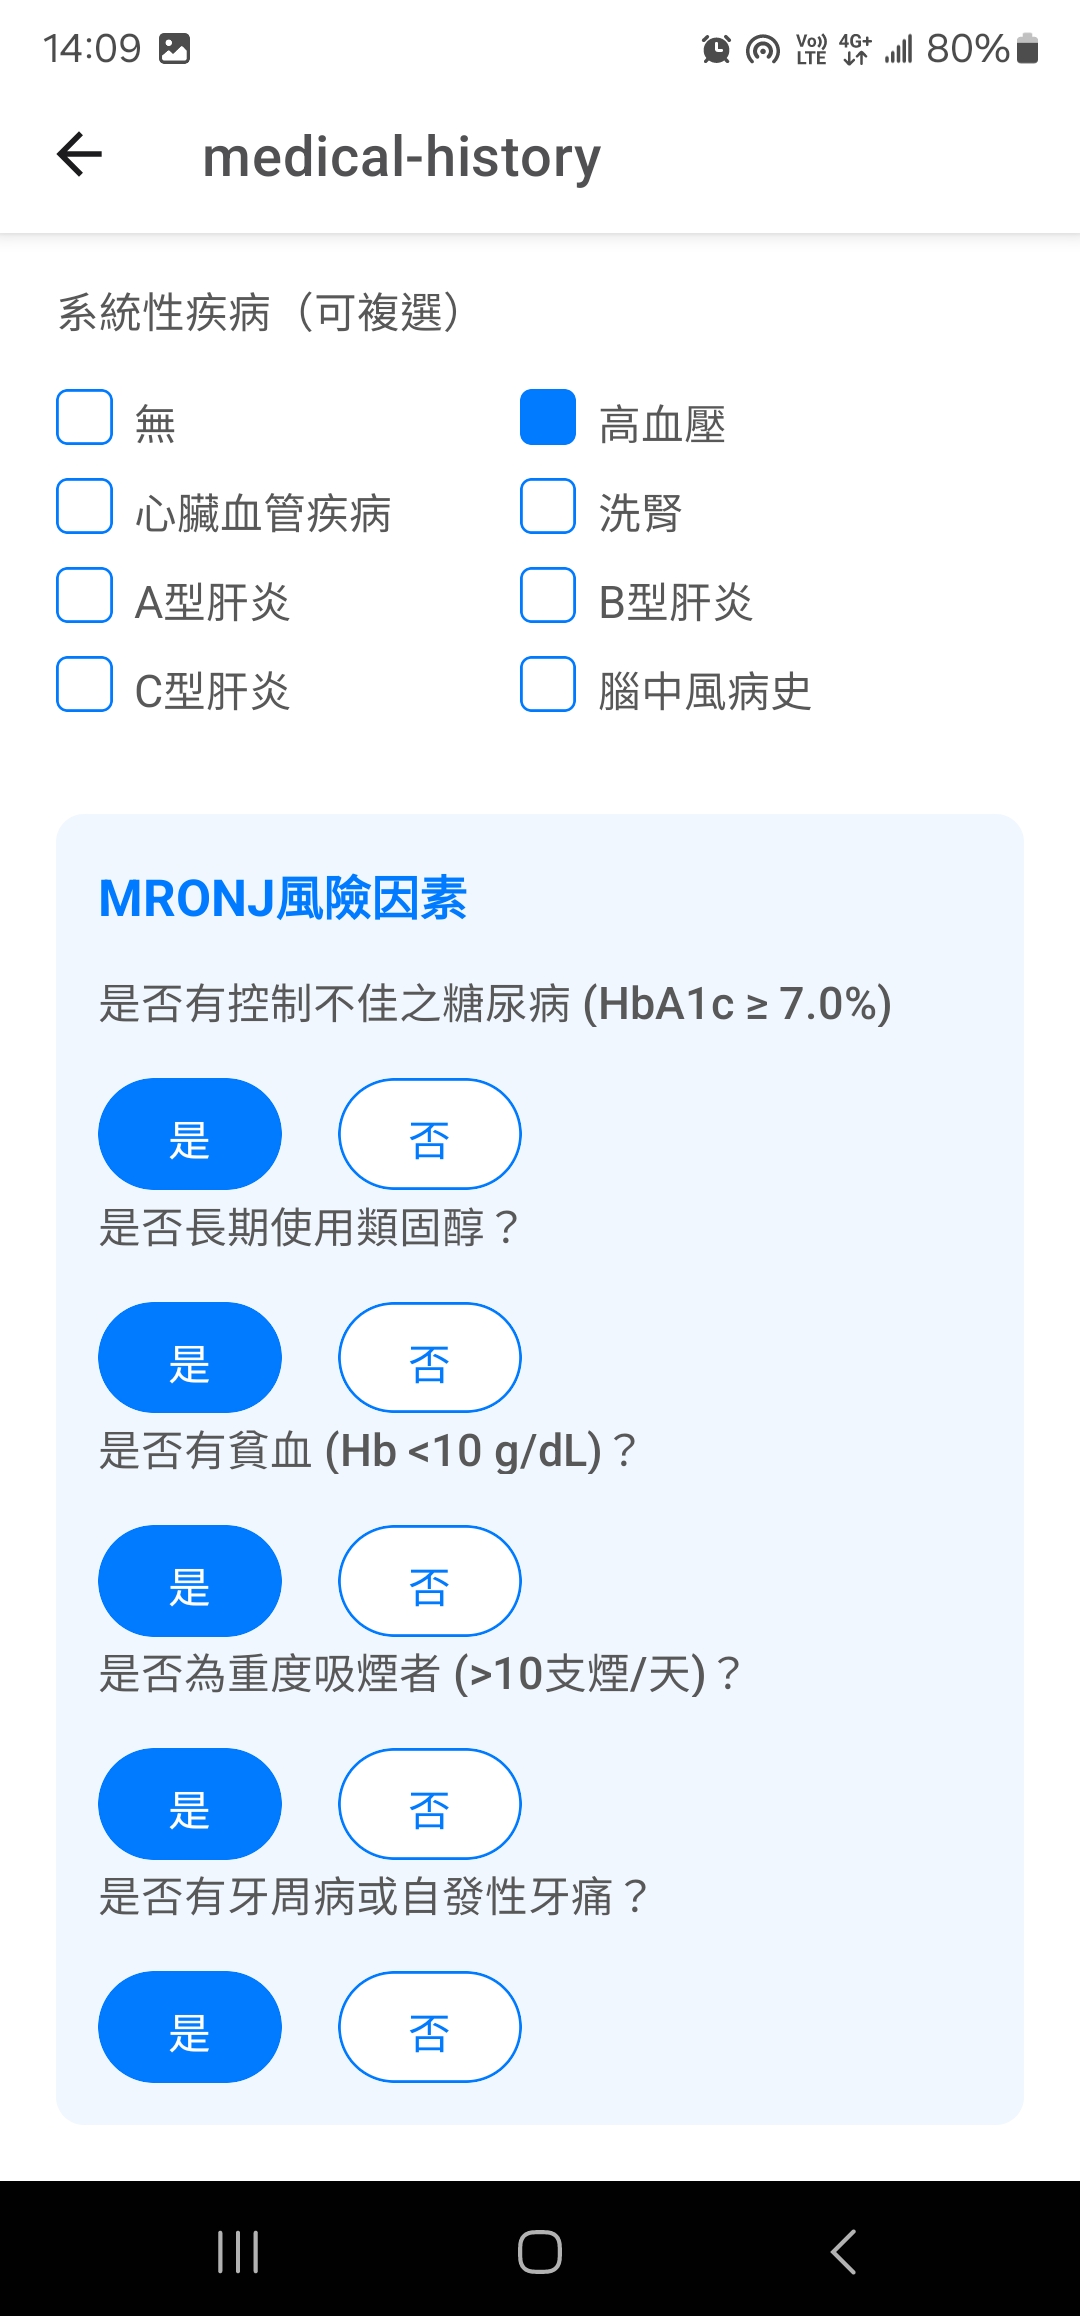 14:09 Vo)) LTE 4G+ 80%
medical-history
系統性疾病（可複選）
無 高血壓
心臟血管疾病 洗腎
A型肝炎 B型肝炎
C型肝炎 腦中風病史
MRONJ風險因素
是否有控制不佳之糖尿病 (HbA1c ≥ 7.0%)
是 否
是否長期使用類固醇？
是 否
是否有貧血 (Hb <10 g/dL)？
是 否
是否為重度吸煙者 (>10支煙/天)？
是 否
是否有牙周病或自發性牙痛？
是 否